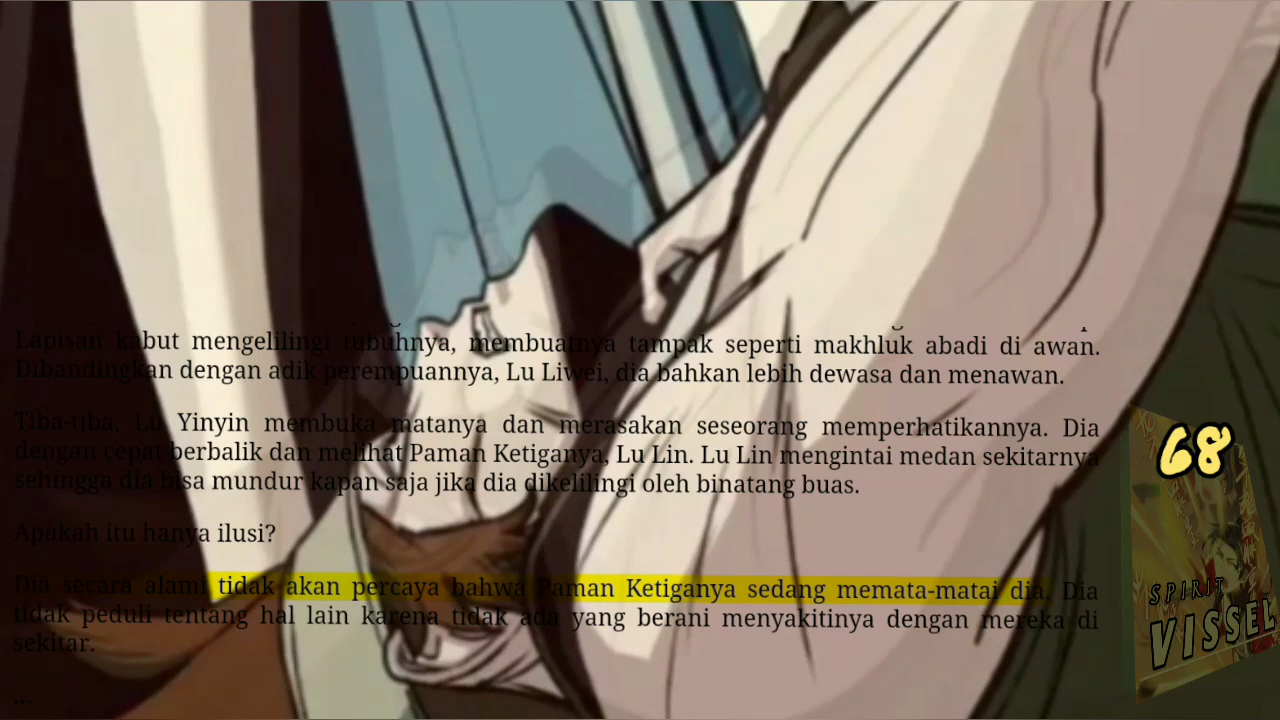 Lapisan kabut mengelilingi tubuhnya, membuatnya tampak seperti makhluk abadi di awan.
Dibandingkan dengan adik perempuannya, Lu Liwei, dia bahkan lebih dewasa dan menawan.
Tiba-tiba, Lu Yinyin membuka matanya dan merasakan seseorang memperhatikannya. Dia
dengan cepat berbalik dan melihat Paman Ketiganya, Lu Lin. Lu Lin mengintai medan sekitarnya
sehingga dia bisa mundur kapan saja jika dia dikelilingi oleh binatang buas.
Apakah itu hanya ilusi?
Dia secara alami tidak akan percaya bahwa Paman Ketiganya sedang memata-matai dia. Dia
tidak peduli tentang hal lain karena tidak ada yang berani menyakitinya dengan mereka di
sekitar.
...
68
SPIRIT
VISSEL